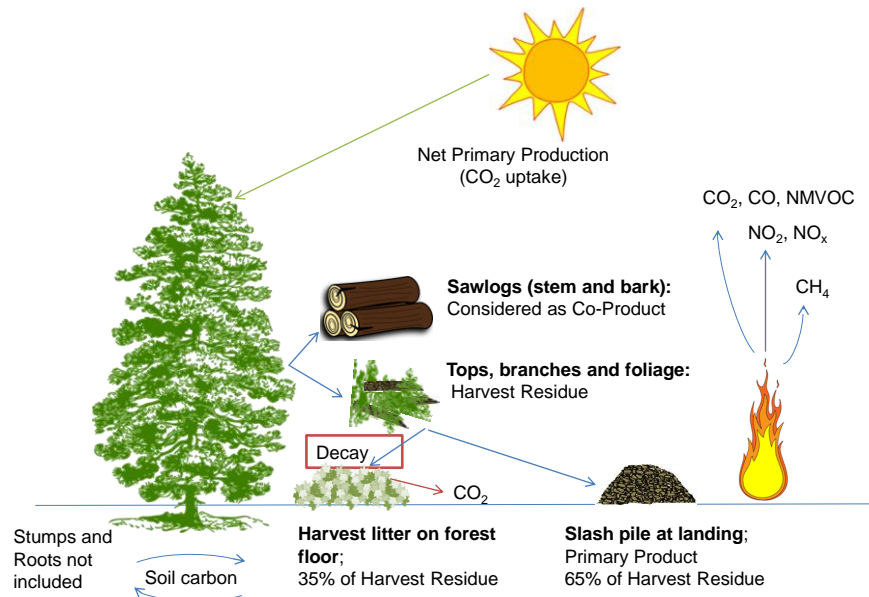 Net Primary Production
(CO₂ uptake)
CO₂, CO, NMVOC
NO₂, NOₓ
CH₄
Sawlogs (stem and bark):
Considered as Co-Product
Tops, branches and foliage:
Harvest Residue
Decay
CO₂
Stumps and
Roots not
included
Soil carbon
Harvest litter on forest
floor;
35% of Harvest Residue
Slash pile at landing;
Primary Product
65% of Harvest Residue